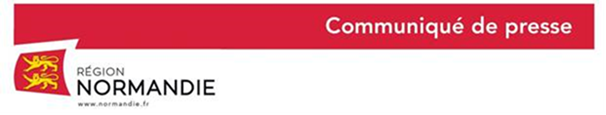 Communiqué de presse
RÉGION
NORMANDIE
www.normandie.fr